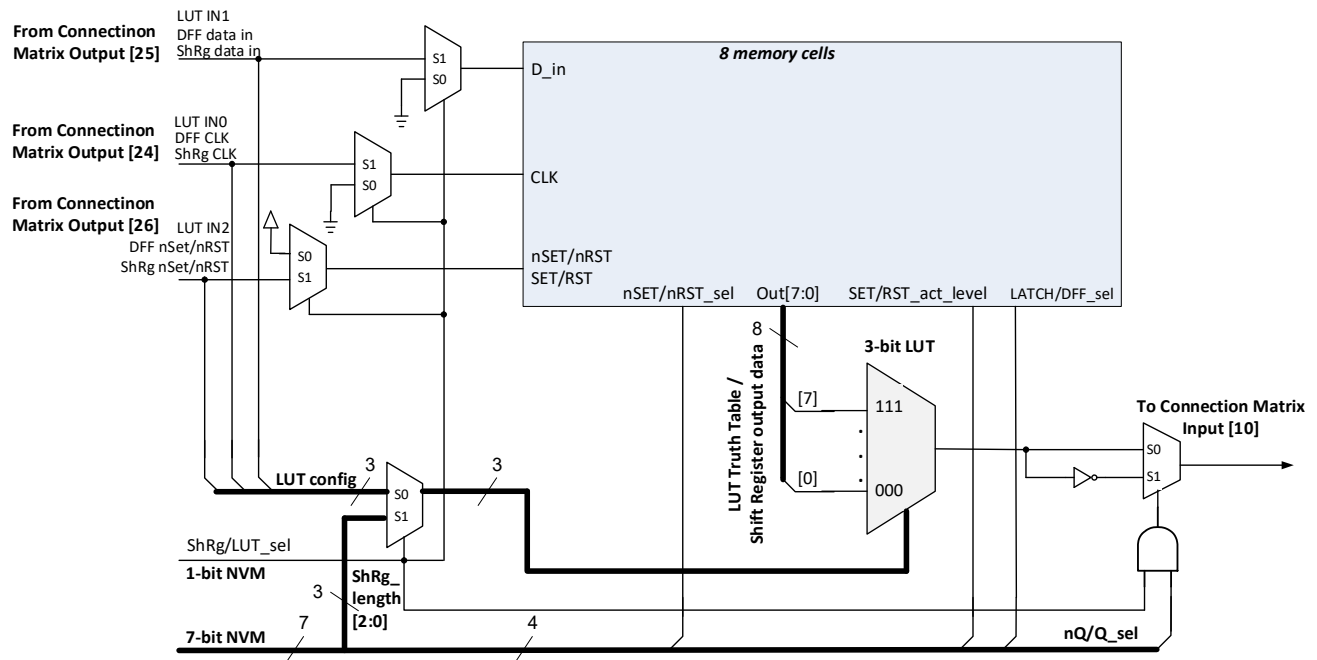 LUT IN1
DFF data in
ShRg data in
From Connectinon
Matrix Output [25]
S1
S0
8 memory cells
D_in
LUT IN0
DFF CLK
ShRg CLK
From Connectinon
Matrix Output [24]
S1
S0
CLK
From Connectinon
Matrix Output [26]
LUT IN2
DFF nSet/nRST
ShRg nSet/nRST
S0
S1
nSET/nRST
SET/RST
nSET/nRST_sel
Out[7:0]
SET/RST_act_level
LATCH/DFF_sel
8
LUT Truth Table /
Shift Register output data
3-bit LUT
[7]
111
[0]
000
To Connection Matrix
Input [10]
S0
S1
LUT config
3
3
S0
S1
ShRg/LUT_sel
1-bit NVM
ShRg_
length
[2:0]
3
7-bit NVM
7
4
nQ/Q_sel